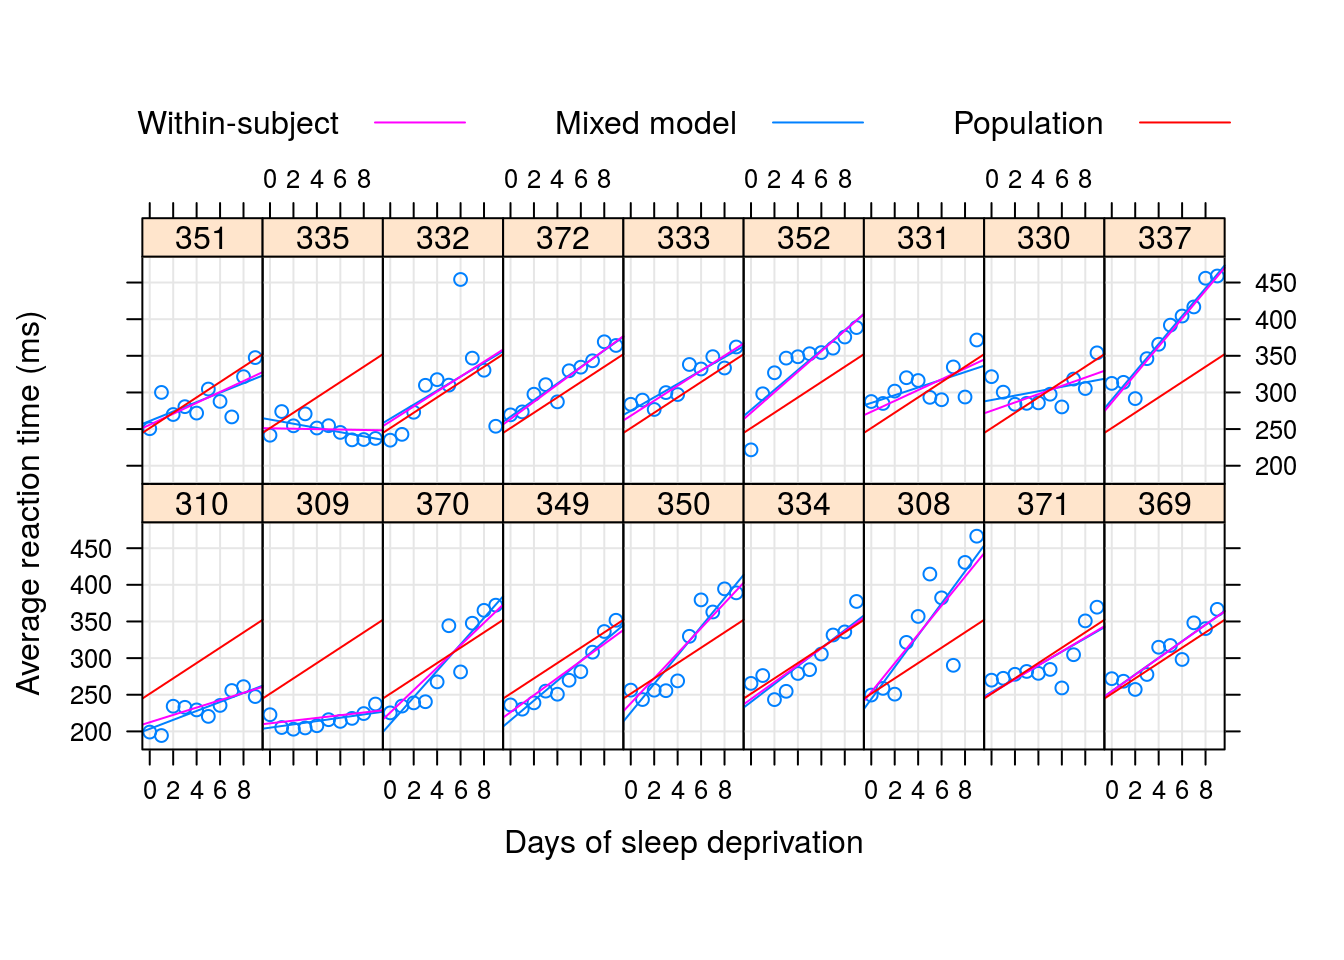 Within-subject Mixed model Population
0 2 4 6 8 0 2 4 6 8 0 2 4 6 8 0 2 4 6 8
351 335 332 372 333 352 331 330 337
450
400
350
300
250
200
310 309 370 349 350 334 308 371 369
450
400
350
300
250
200
0 2 4 6 8 0 2 4 6 8 0 2 4 6 8 0 2 4 6 8 0 2 4 6 8
Average reaction time (ms)
Days of sleep deprivation